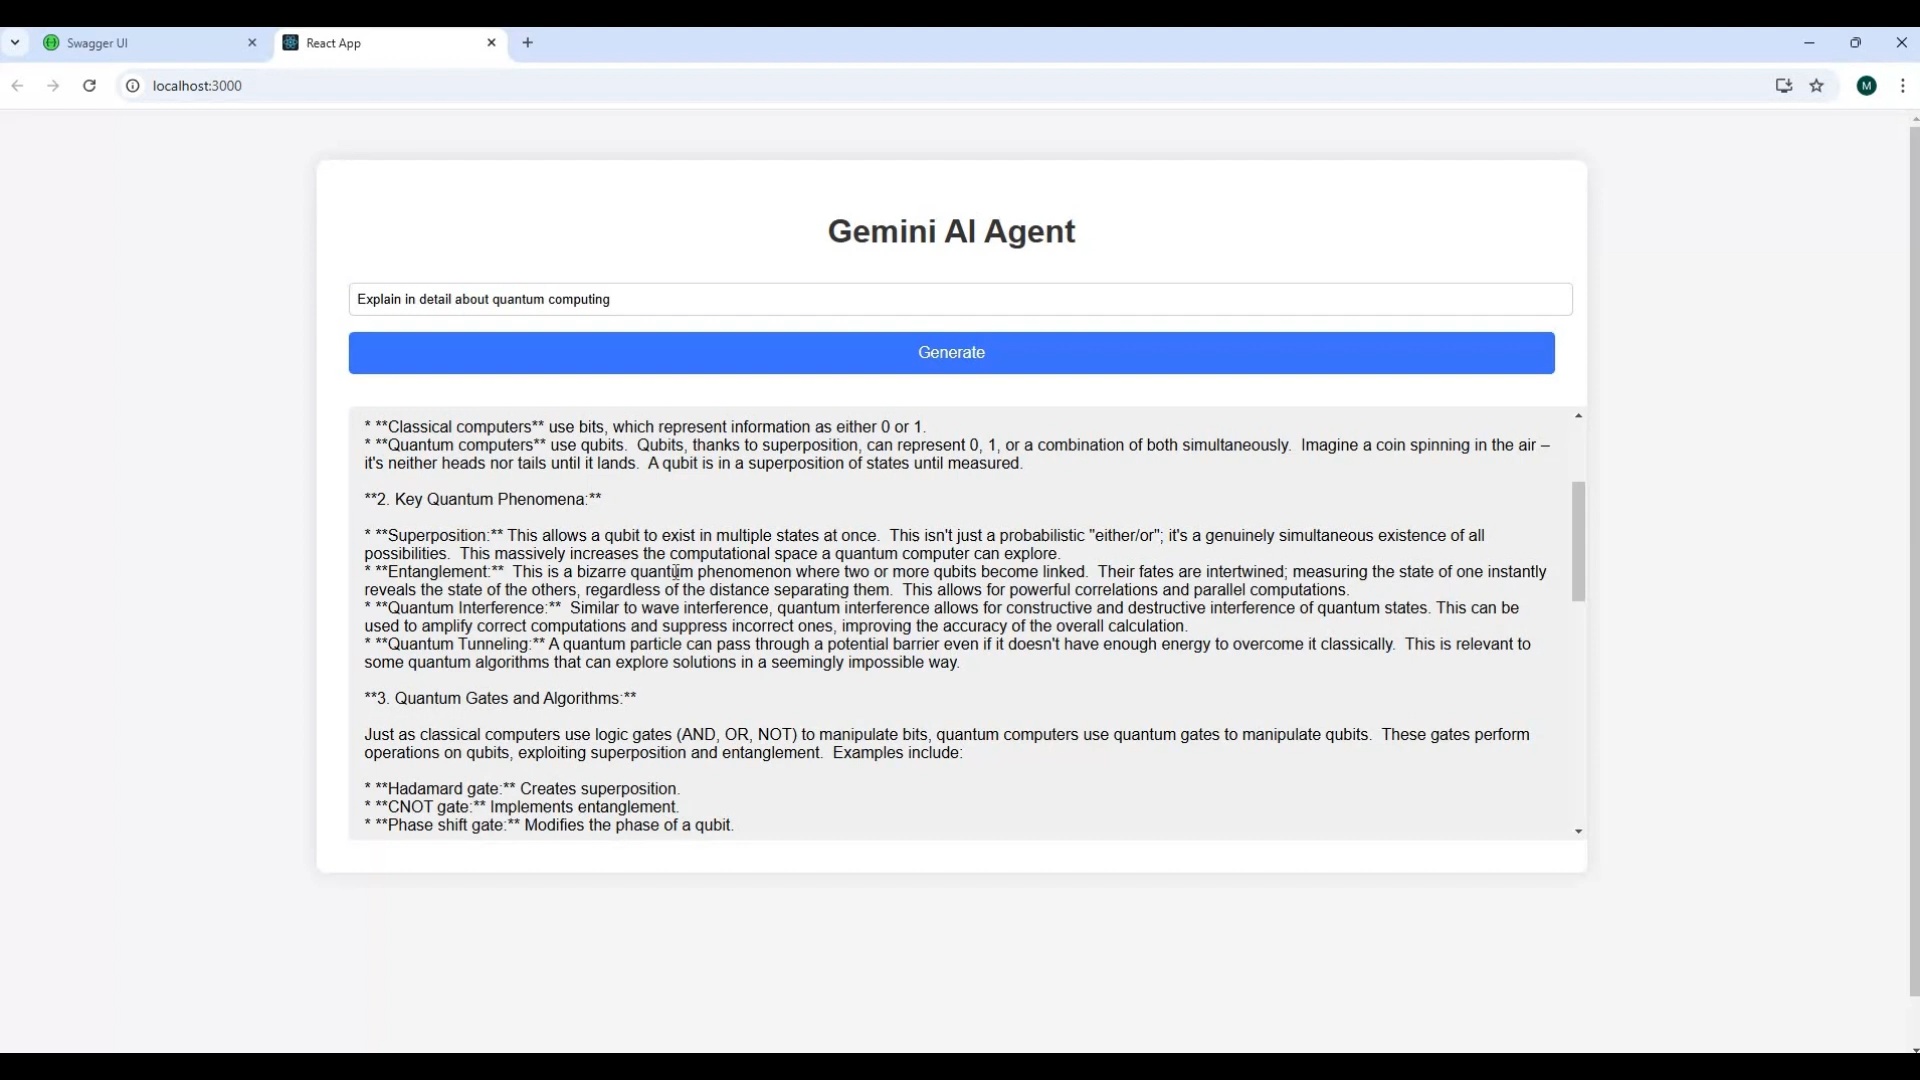 Swagger UI
React App
localhost:3000
M
Gemini AI Agent
Explain in detail about quantum computing
Generate
* **Classical computers** use bits, which represent information as either 0 or 1.
* **Quantum computers** use qubits.  Qubits, thanks to superposition, can represent 0, 1, or a combination of both simultaneously.  Imagine a coin spinning in the air –
it's neither heads nor tails until it lands.  A qubit is in a superposition of states until measured.
**2. Key Quantum Phenomena:**
* **Superposition:** This allows a qubit to exist in multiple states at once.  This isn't just a probabilistic "either/or"; it's a genuinely simultaneous existence of all
possibilities.  This massively increases the computational space a quantum computer can explore.
* **Entanglement:**  This is a bizarre quantum phenomenon where two or more qubits become linked.  Their fates are intertwined; measuring the state of one instantly
reveals the state of the others, regardless of the distance separating them.  This allows for powerful correlations and parallel computations.
* **Quantum Interference:**  Similar to wave interference, quantum interference allows for constructive and destructive interference of quantum states. This can be
used to amplify correct computations and suppress incorrect ones, improving the accuracy of the overall calculation.
* **Quantum Tunneling:** A quantum particle can pass through a potential barrier even if it doesn't have enough energy to overcome it classically.  This is relevant to
some quantum algorithms that can explore solutions in a seemingly impossible way.
**3. Quantum Gates and Algorithms:**
Just as classical computers use logic gates (AND, OR, NOT) to manipulate bits, quantum computers use quantum gates to manipulate qubits.  These gates perform
operations on qubits, exploiting superposition and entanglement.  Examples include:
* **Hadamard gate:** Creates superposition.
* **CNOT gate:** Implements entanglement.
* **Phase shift gate:** Modifies the phase of a qubit.